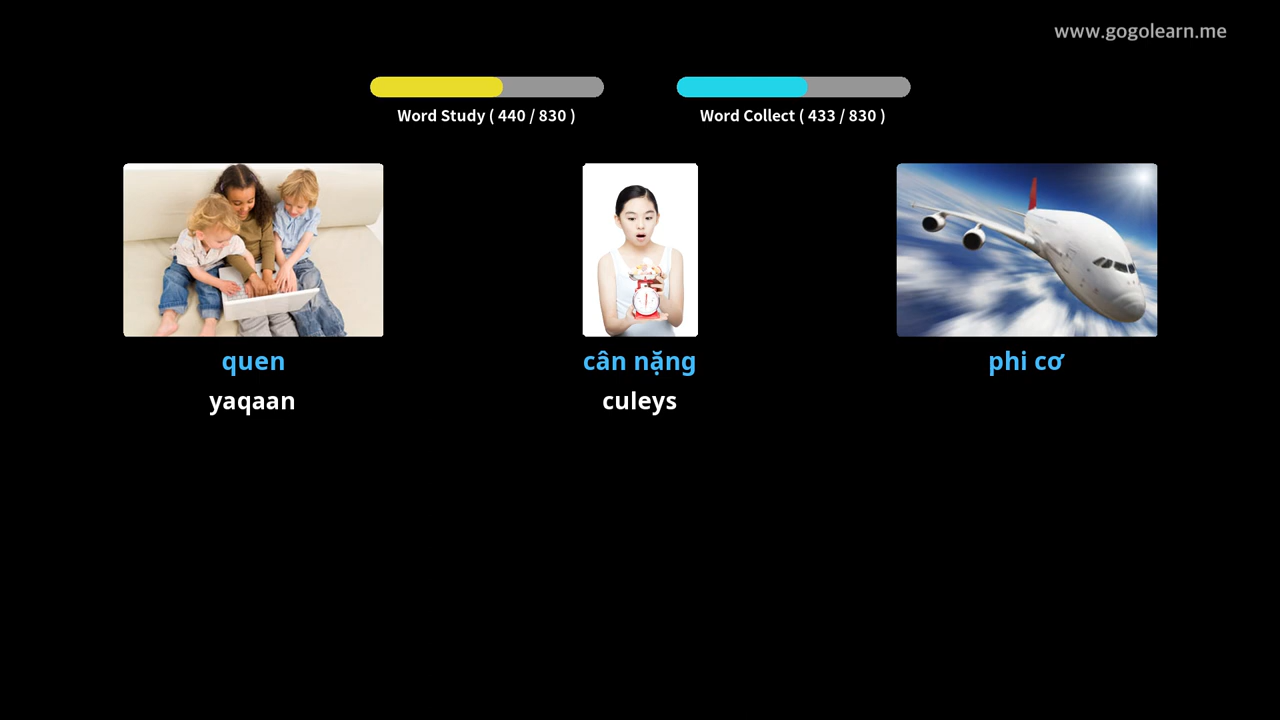 www.gogolearn.me
Word Study ( 440 / 830 )
Word Collect ( 433 / 830 )
quen
cân nặng
phi cơ
yaqaan
culeys